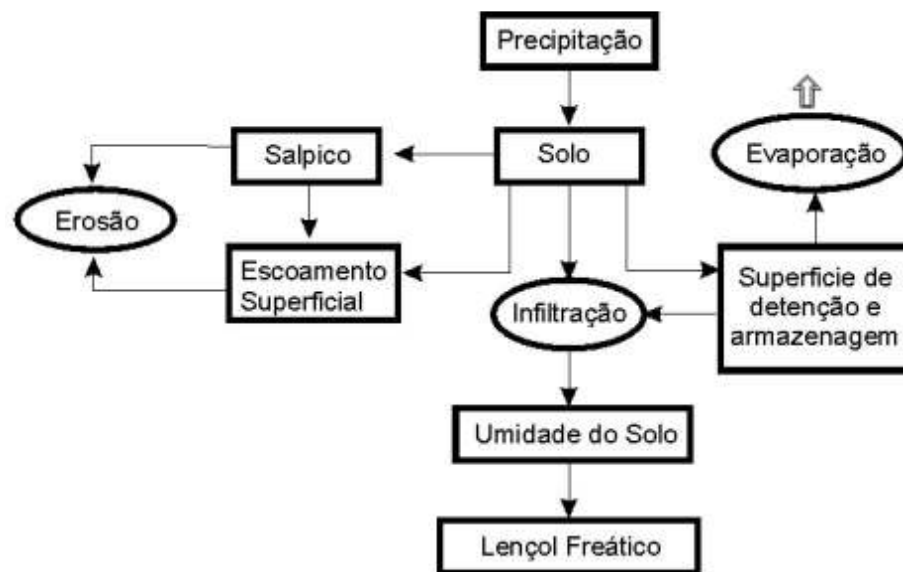 Precipitação
Salpico
Solo
Evaporação
Erosão
Escoamento
Superficial
Infiltração
Superficie de
detenção e
armazenagem
Umidade do Solo
Lençol Freático